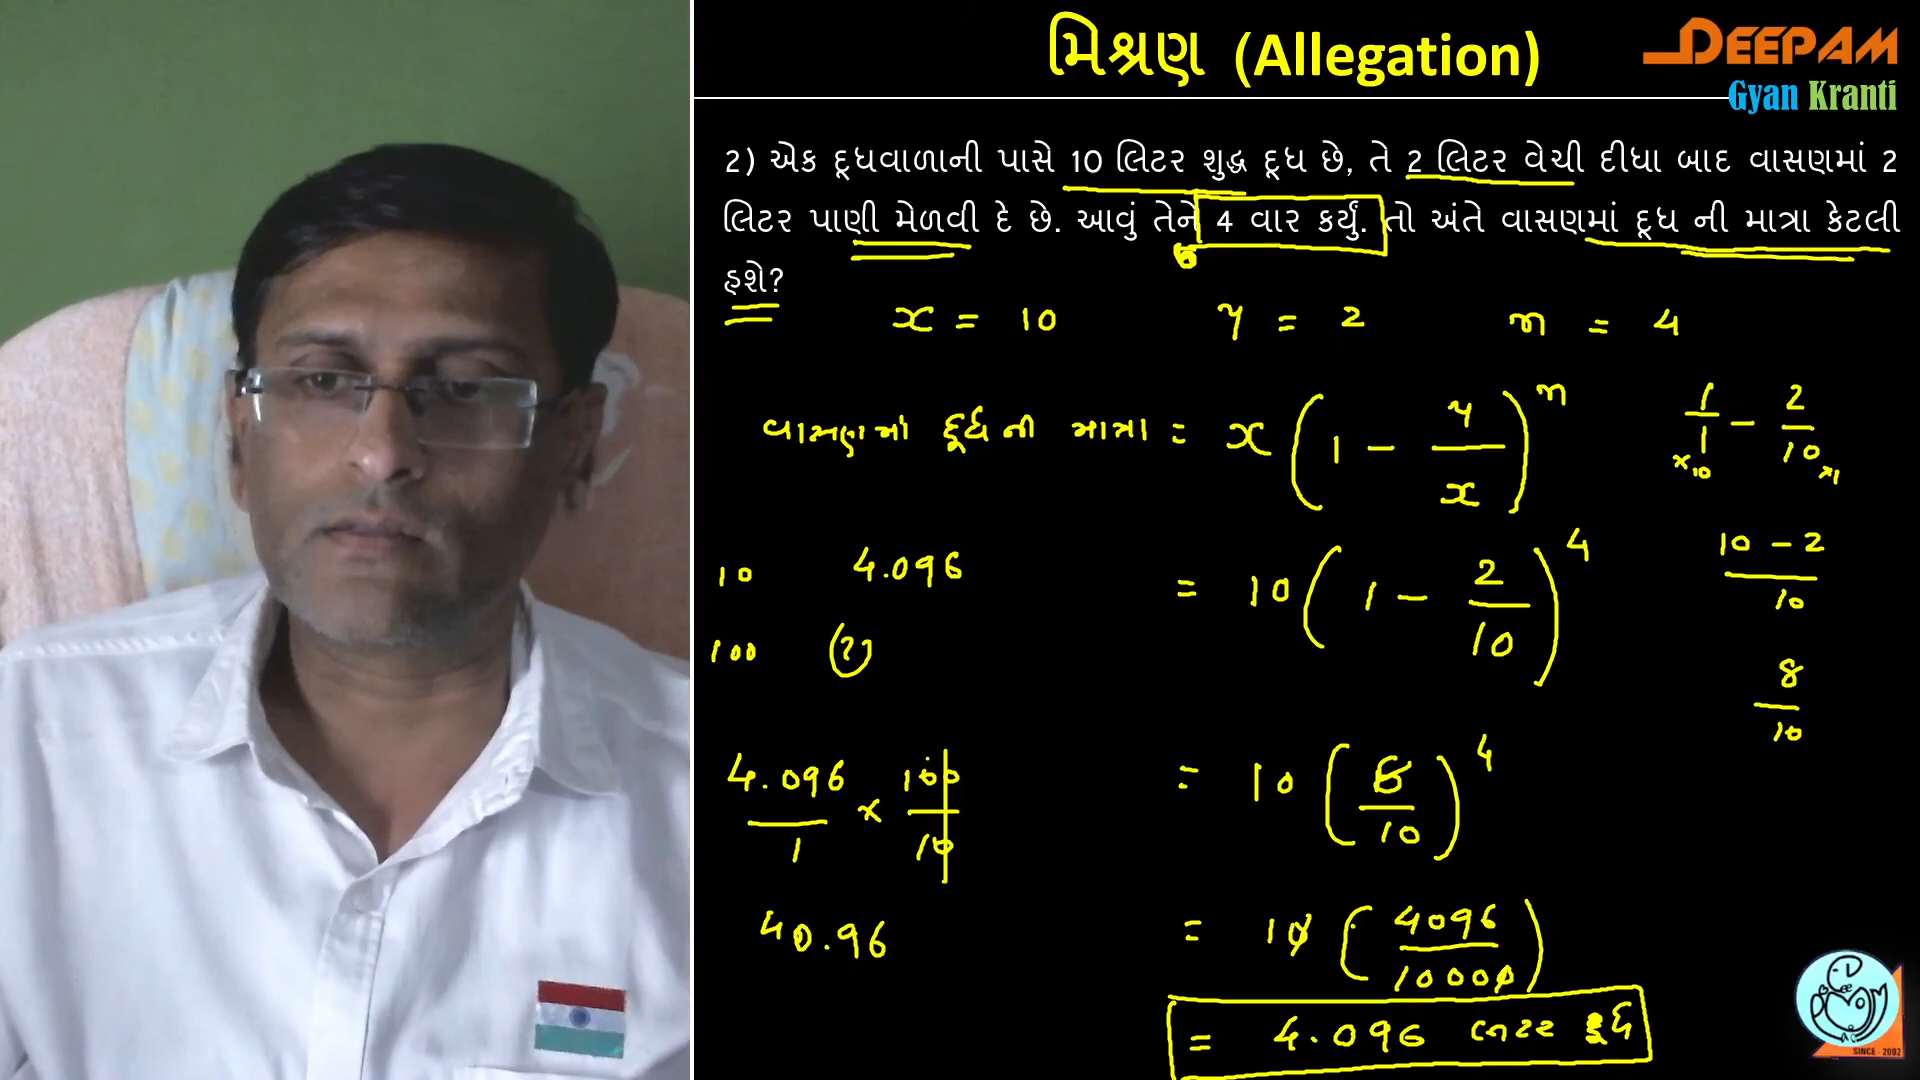 મિશ્રણ (Allegation)
DEEPAM
Gyan Kranti
2) એક દૂધવાળાની પાસે 10 લિટર શુદ્ધ દૂધ છે, તે 2 લિટર વેચી દીધા બાદ વાસણમાં 2
લિટર પાણી મેળવી દે છે. આવું તેને 4 વાર કર્યું. તો અંતે વાસણમાં દૂધ ની માત્રા કેટલી
હશે?
x = 10 y = 2 n = 4
વાસણમાં દૂધની માત્રા = x ( 1 - y/x )^n
1/1 ×10 - 2/10 ×1
10 4.096
= 10 ( 1 - 2/10 )^4
10 - 2 / 10
100 (?)
8/10
4.096/1 × 100/10
= 10 ( 8/10 )^4
40.96
= 10 ( 4096/10000 )
= 4.096 લિટર દૂધ
SINCE - 2002